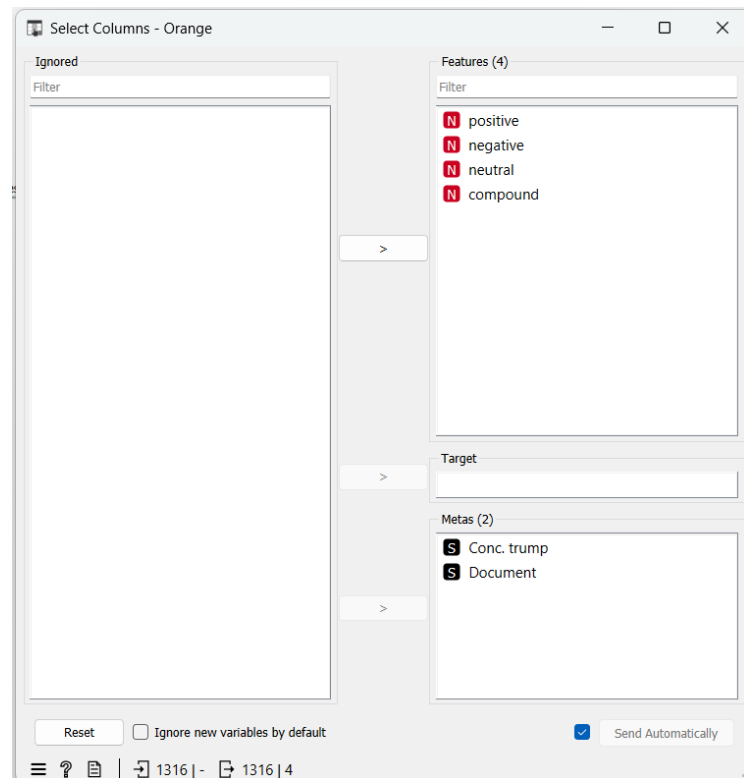 Select Columns - Orange
Ignored
Filter
Features (4)
Filter
N positive
N negative
N neutral
N compound
>
Target
>
Metas (2)
S Conc. trump
S Document
>
Reset
Ignore new variables by default
Send Automatically
1316 | -
1316 | 4